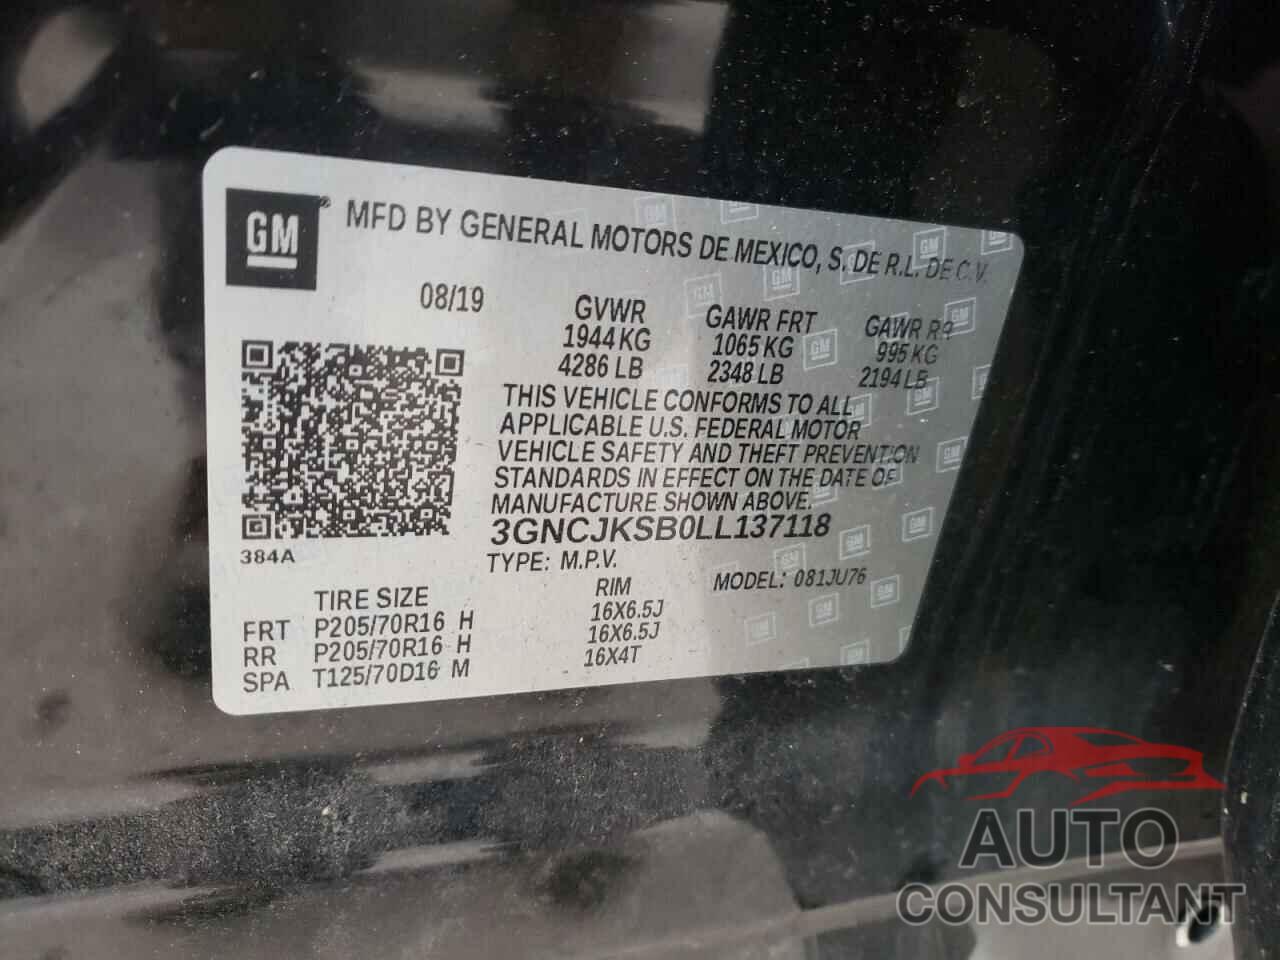 GM ® MFD BY GENERAL MOTORS DE MEXICO, S. DE R.L. DE C.V.
08/19 GVWR GAWR FRT GAWR RR
1944 KG 1065 KG 995 KG
4286 LB 2348 LB 2194 LB
THIS VEHICLE CONFORMS TO ALL
APPLICABLE U.S. FEDERAL MOTOR
VEHICLE SAFETY AND THEFT PREVENTION
STANDARDS IN EFFECT ON THE DATE OF
MANUFACTURE SHOWN ABOVE.
3GNCJKSB0LL137118
384A
TYPE: M.P.V. MODEL: 081JU76
TIRE SIZE RIM
FRT P205/70R16 H 16X6.5J
RR P205/70R16 H 16X6.5J
SPA T125/70D16 M 16X4T
AUTO
CONSULTANT